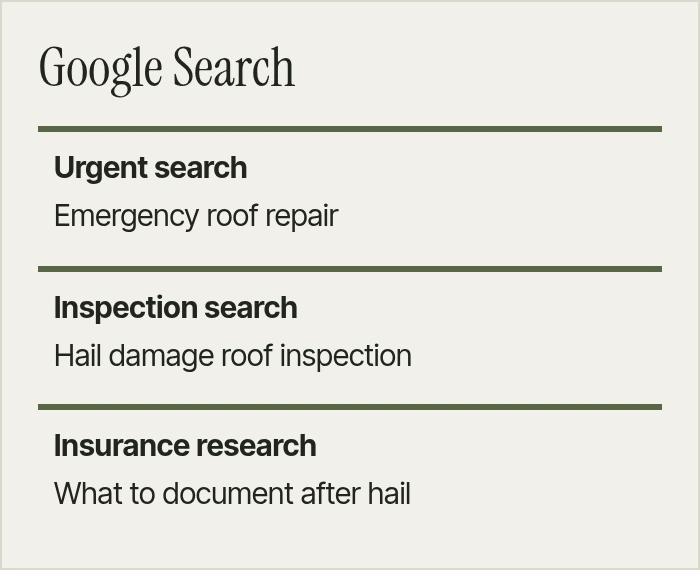 Google Search
Urgent search
Emergency roof repair
Inspection search
Hail damage roof inspection
Insurance research
What to document after hail